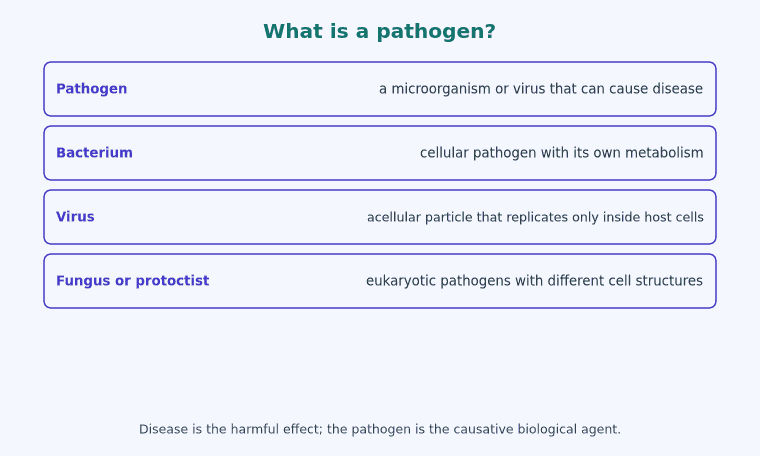 What is a pathogen?
Pathogen a microorganism or virus that can cause disease
Bacterium cellular pathogen with its own metabolism
Virus acellular particle that replicates only inside host cells
Fungus or protoctist eukaryotic pathogens with different cell structures
Disease is the harmful effect; the pathogen is the causative biological agent.